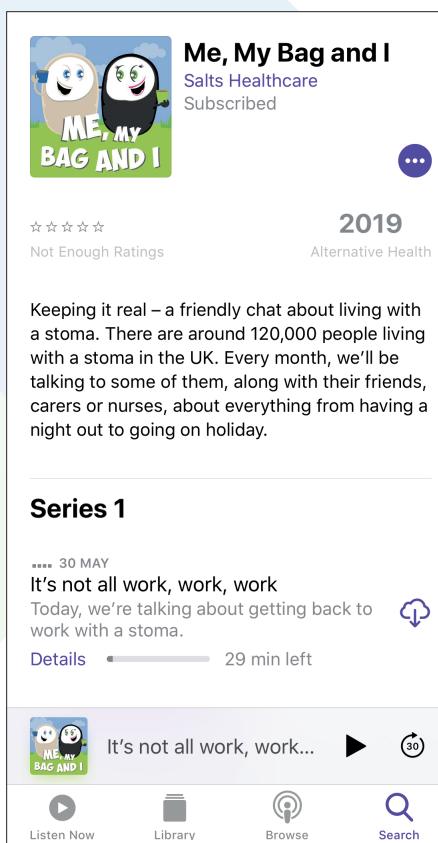 ME, MY
BAG AND I
Me, My Bag and I
Salts Healthcare
Subscribed
2019
Not Enough Ratings
Alternative Health
Keeping it real – a friendly chat about living with
a stoma. There are around 120,000 people living
with a stoma in the UK. Every month, we’ll be
talking to some of them, along with their friends,
carers or nurses, about everything from having a
night out to going on holiday.
Series 1
30 MAY
It’s not all work, work, work
Today, we’re talking about getting back to
work with a stoma.
Details
29 min left
ME, MY
BAG AND I
It’s not all work, work...
30
Listen Now
Library
Browse
Search